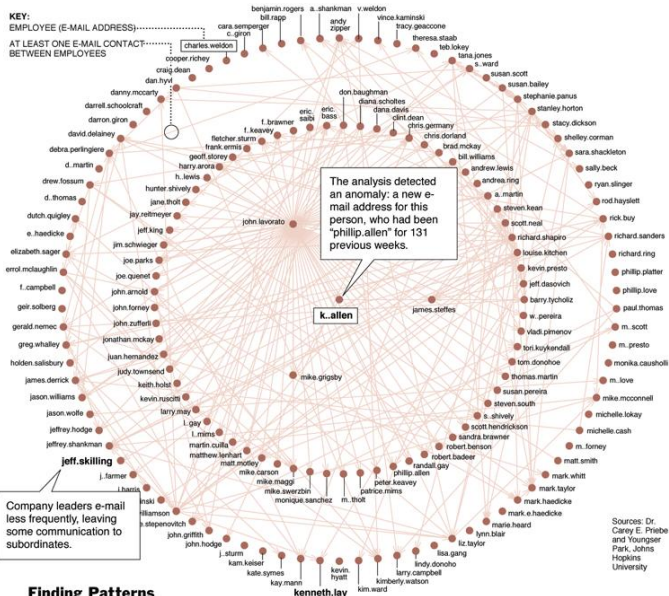 KEY:
EMPLOYEE (E-MAIL ADDRESS)
AT LEAST ONE E-MAIL CONTACT
BETWEEN EMPLOYEES
charles.weldon
benjamin.rogers
bill.rapp
cara.semperger
c..giron
a..shankman
andy
zipper
v.weldon
vince.kaminski
tracy.geaccone
theresa.staab
teb.lokey
tana.jones
s..ward
susan.scott
susan.bailey
stephanie.panus
stanley.horton
stacy.dickson
shelley.corman
sara.shackleton
sally.beck
ryan.slinger
rod.hayslett
rick.buy
richard.sanders
richard.ring
phillip.platter
phillip.love
paul.thomas
m..scott
m..presto
monika.causholli
m..love
mike.mcconnell
michelle.lokay
michelle.cash
m..forney
matt.smith
mark.whitt
mark.taylor
mark.haedicke
mark.e.haedicke
marie.heard
lynn.blair
liz.taylor
lisa.gang
lindy.donoho
larry.campbell
kimberly.watson
kim.ward
kevin.
hyatt
kenneth.lay
kay.mann
kate.symes
kam.keiser
j..sturm
john.hodge
john.griffith
e.stepenovitch
williamson
inski
j.harris
j..farmer
jeff.skilling
jeffrey.shankman
jeffrey.hodge
jason.wolfe
jason.williams
james.derrick
holden.salisbury
greg.whalley
gerald.nemec
geir.solberg
f..campbell
errol.mclaughlin
elizabeth.sager
e..haedicke
dutch.quigley
d..thomas
drew.fossum
d..martin
debra.perlingiere
david.delainey
darron.giron
darrell.schoolcraft
danny.mccarty
dan.hyvl
craig.dean
cooper.richey
eric.
saibi
eric.
bass
don.baughman
diana.scholtes
dana.davis
clint.dean
chris.germany
chris.dorland
brad.mckay
bill.williams
andrew.lewis
andrea.ring
a..martin
steven.kean
scott.neal
richard.shapiro
louise.kitchen
kevin.presto
jeff.dasovich
barry.tycholiz
w..pereira
vladi.pimenov
tori.kuykendall
tom.donohoe
thomas.martin
susan.pereira
steven.south
s..shively
scott.hendrickson
sandra.brawner
robert.benson
robert.badeer
randall.gay
phillip.allen
peter.keavey
patrice.mims
m..tholt
monique.sanchez
mike.swerzbin
mike.maggi
mike.carson
matt.motley
matthew.lenhart
martin.cuilla
l..mims
l..gay
larry.may
kevin.ruscitti
keith.holst
judy.townsend
juan.hernandez
jonathan.mckay
john.zufferli
john.forney
john.arnold
joe.quenet
joe.parks
jim.schwieger
jeff.king
jay.reitmeyer
jane.tholt
hunter.shively
h..lewis
harry.arora
geoff.storey
frank.ermis
fletcher.sturm
f..keavey
f..brawner
john.lavorato
The analysis detected
an anomaly: a new e-
mail address for this
person, who had been
"phillip.allen" for 131
previous weeks.
k..allen
james.steffes
mike.grigsby
Company leaders e-mail
less frequently, leaving
some communication to
subordinates.
Sources: Dr.
Carey E. Priebe
and Youngser
Park, Johns
Hopkins
University
Finding Patterns